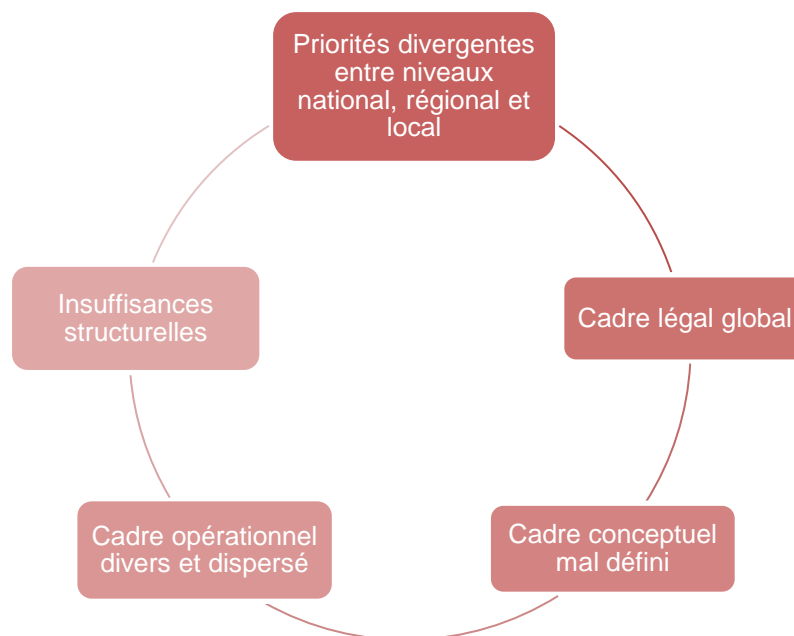 Priorités divergentes
entre niveaux
national, régional et
local
Cadre légal global
Cadre conceptuel
mal défini
Cadre opérationnel
divers et dispersé
Insuffisances
structurelles